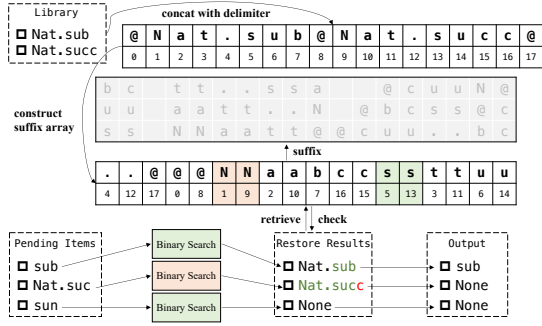 Library
Nat.sub
Nat.succ
concat with delimiter
@ N a t . s u b @ N a t . s u c c @
0 1 2 3 4 5 6 7 8 9 10 11 12 13 14 15 16 17
b c t t . . s s a @ c u u N @
u u a a t t . . N @ b c s s @ c
s s N N a a t t @ @ c u u . . b c
construct
suffix array
suffix
. . @ @ @ N N a a b c c s s t t u u
4 12 17 0 8 1 9 2 10 7 16 15 5 13 3 11 6 14
retrieve check
Pending Items
sub
Nat.suc
sun
Binary Search
Binary Search
Binary Search
Restore Results
Nat.sub
Nat.succ
None
Output
sub
None
None